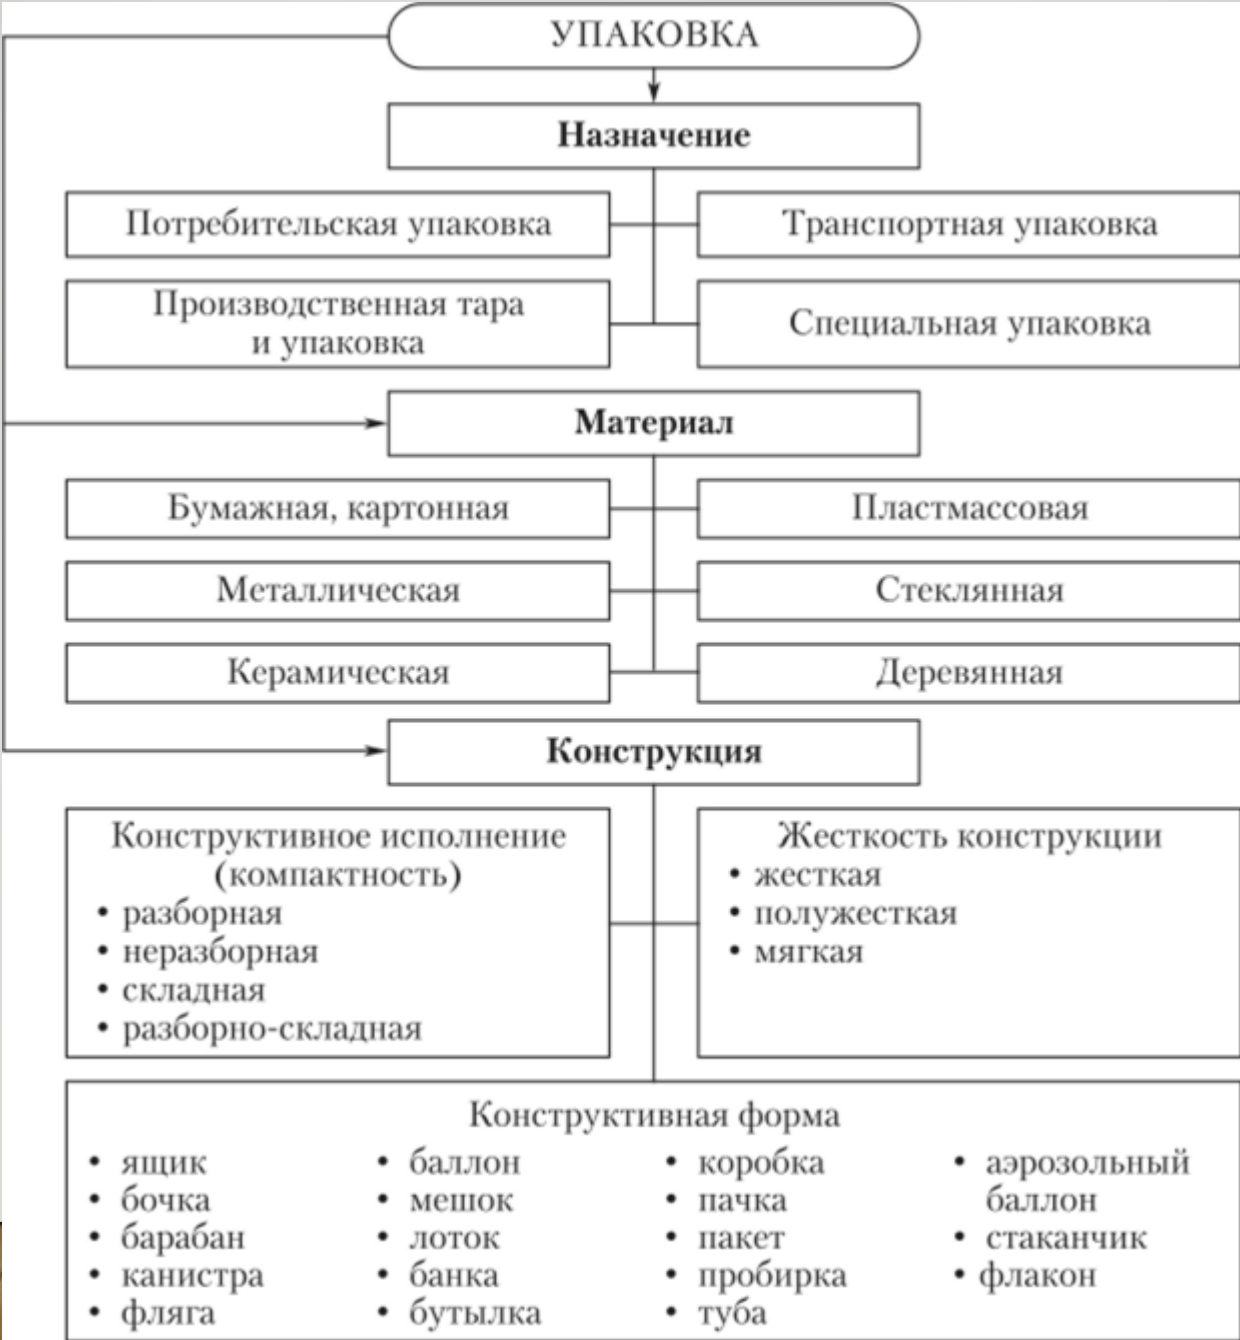 УПАКОВКА
Назначение
Потребительская упаковка
Транспортная упаковка
Производственная тара
и упаковка
Специальная упаковка
Материал
Бумажная, картонная
Пластмассовая
Металлическая
Стеклянная
Керамическая
Деревянная
Конструкция
Конструктивное исполнение
(компактность)
• разборная
• неразборная
• складная
• разборно-складная
Жесткость конструкции
• жесткая
• полужесткая
• мягкая
Конструктивная форма
• ящик
• бочка
• барабан
• канистра
• фляга
• баллон
• мешок
• лоток
• банка
• бутылка
• коробка
• пачка
• пакет
• пробирка
• туба
• аэрозольный
баллон
• стаканчик
• флакон